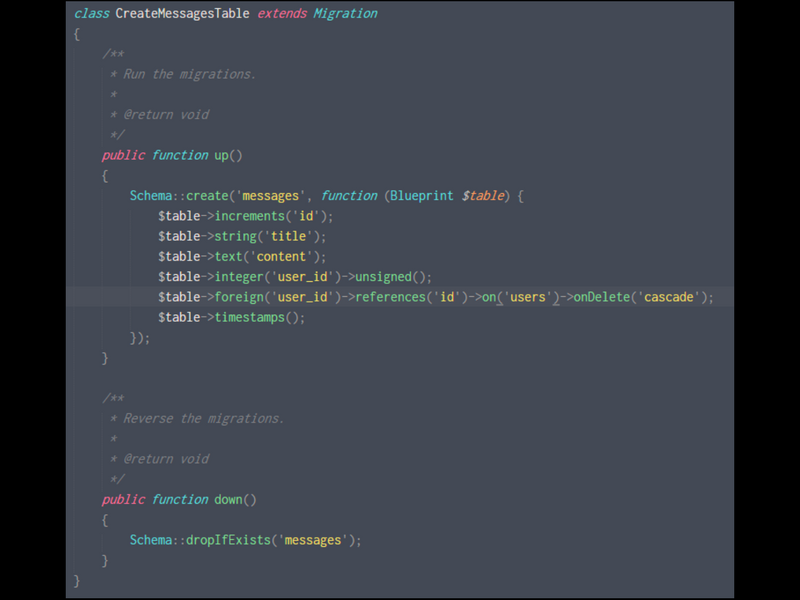 class CreateMessagesTable extends Migration
{
    /**
     * Run the migrations.
     *
     * @return void
     */
    public function up()
    {
        Schema::create('messages', function (Blueprint $table) {
            $table->increments('id');
            $table->string('title');
            $table->text('content');
            $table->integer('user_id')->unsigned();
            $table->foreign('user_id')->references('id')->on('users')->onDelete('cascade');
            $table->timestamps();
        });
    }

    /**
     * Reverse the migrations.
     *
     * @return void
     */
    public function down()
    {
        Schema::dropIfExists('messages');
    }
}